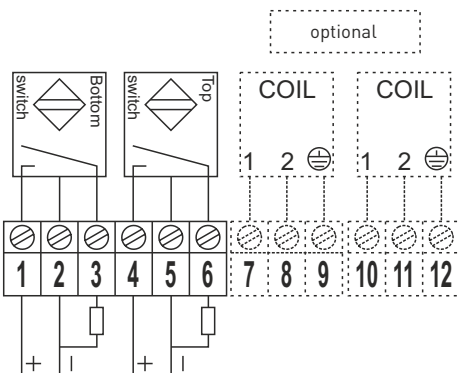 optional
Bottom switch
Top switch
COIL
COIL
1 2
1 2
1 2 3 4 5 6 7 8 9 10 11 12
+ − + −